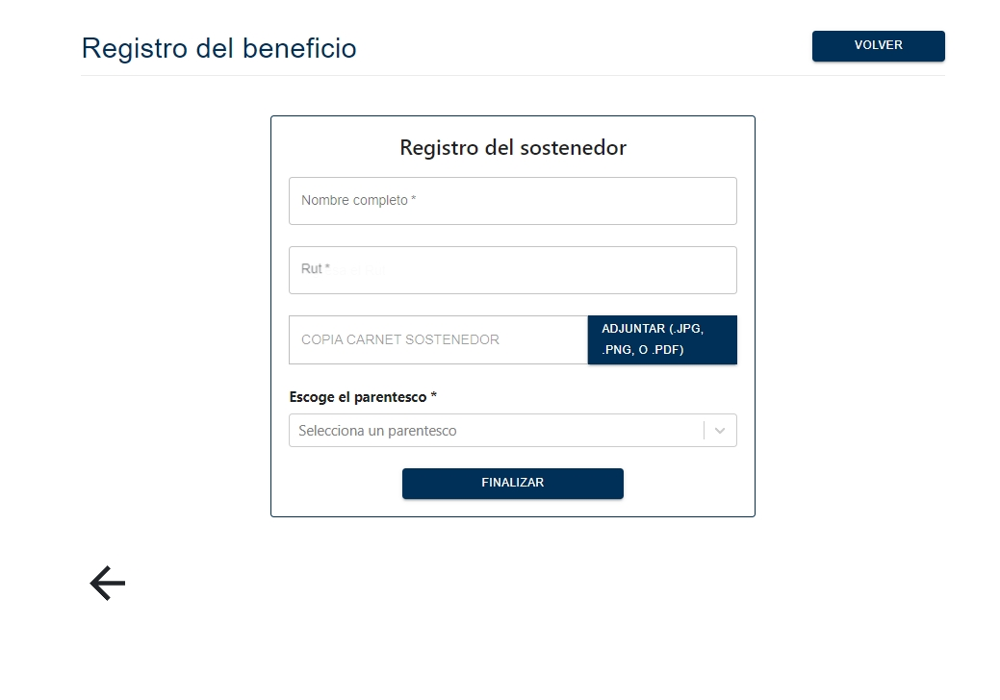 Registro del beneficio
VOLVER
Registro del sostenedor
Nombre completo *
Rut *
COPIA CARNET SOSTENEDOR
ADJUNTAR (.JPG,
.PNG, O .PDF)
Escoge el parentesco *
Selecciona un parentesco
FINALIZAR